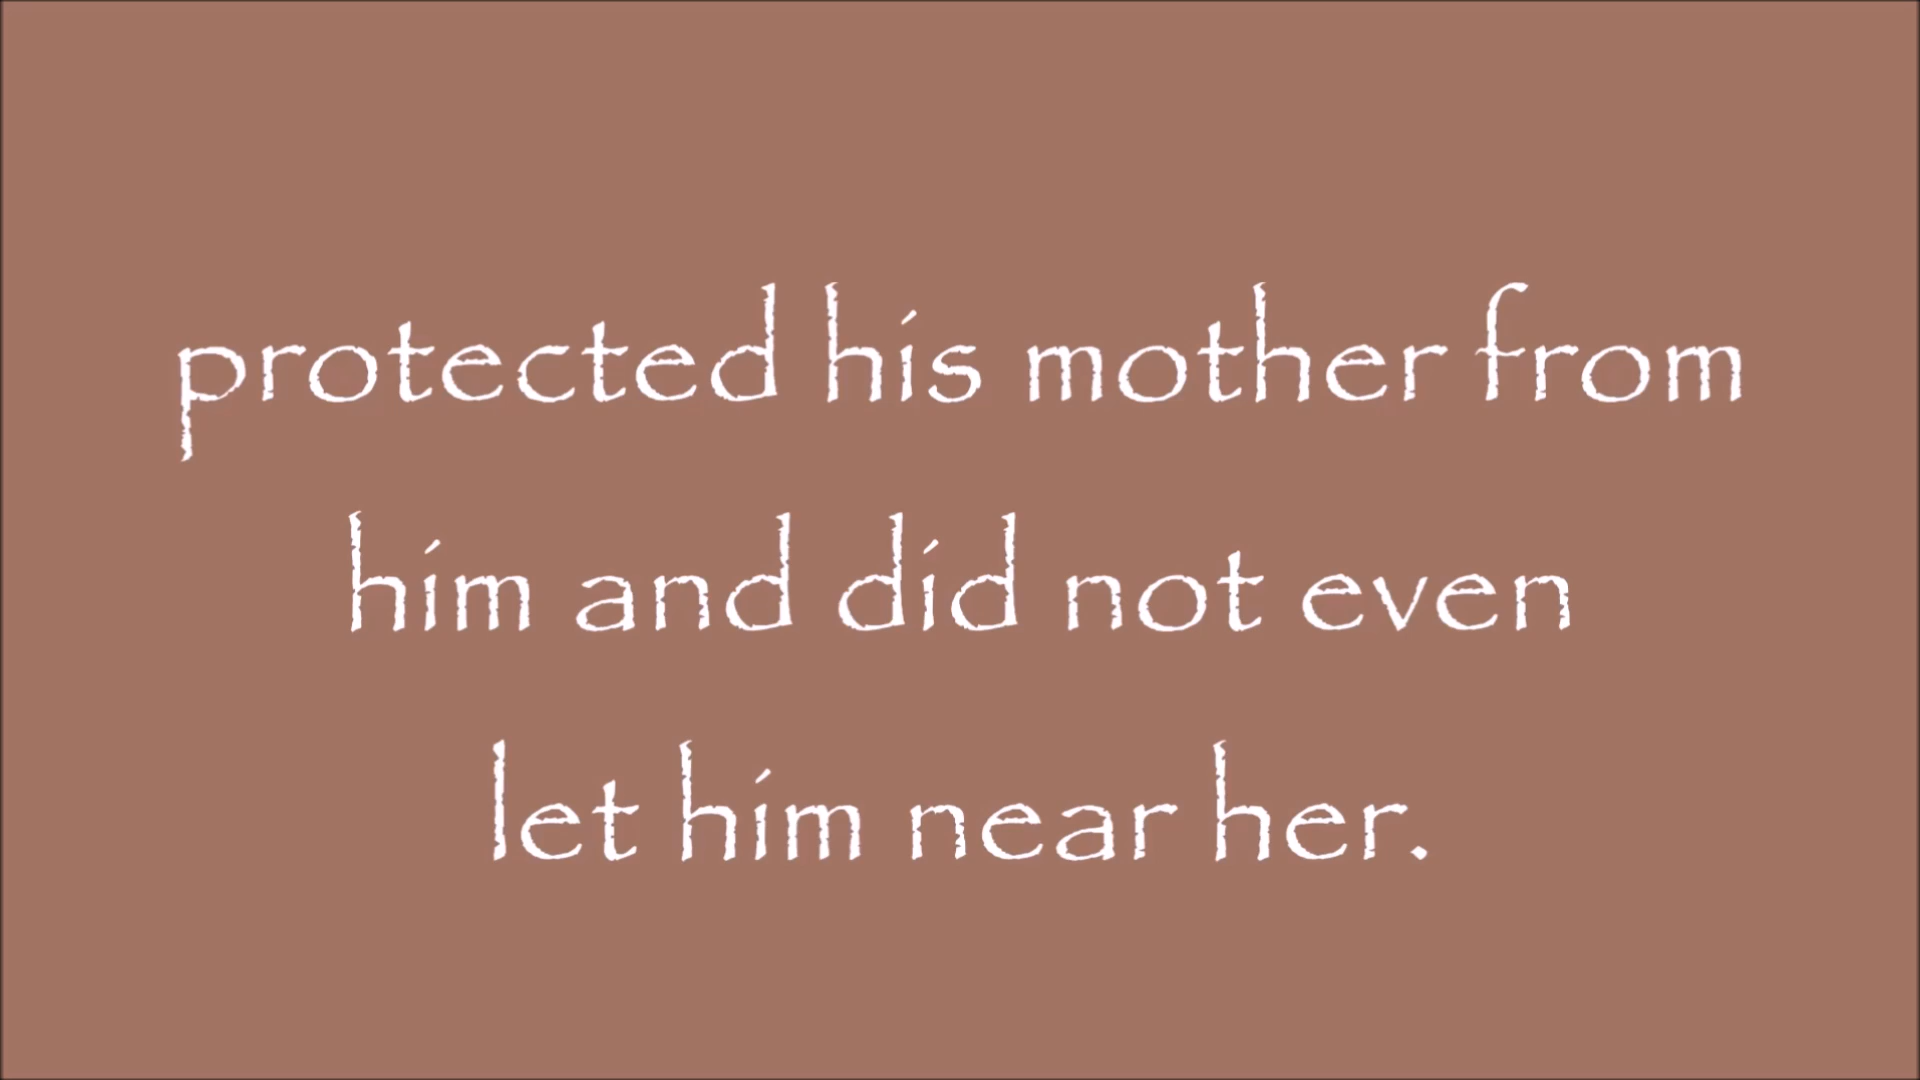 protected his mother from
him and did not even
let him near her.